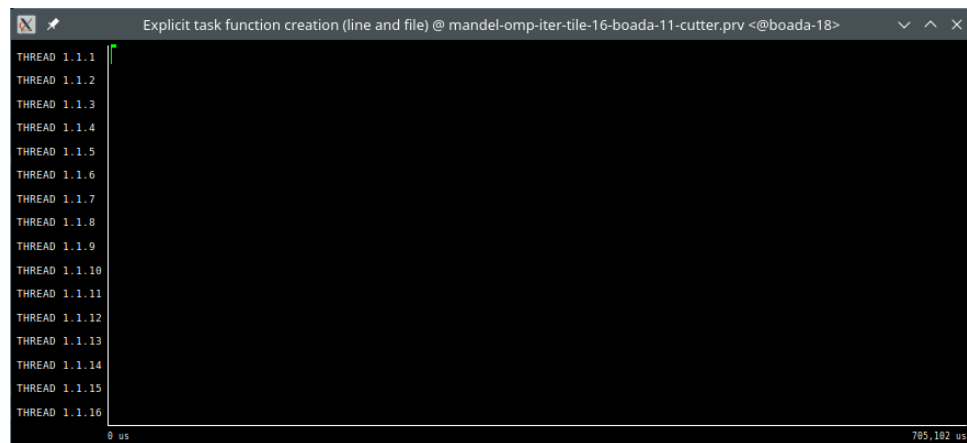 Explicit task function creation (line and file) @ mandel-omp-iter-tile-16-boada-11-cutter.prv <@boada-18>
THREAD 1.1.1
THREAD 1.1.2
THREAD 1.1.3
THREAD 1.1.4
THREAD 1.1.5
THREAD 1.1.6
THREAD 1.1.7
THREAD 1.1.8
THREAD 1.1.9
THREAD 1.1.10
THREAD 1.1.11
THREAD 1.1.12
THREAD 1.1.13
THREAD 1.1.14
THREAD 1.1.15
THREAD 1.1.16
0 us 705,102 us